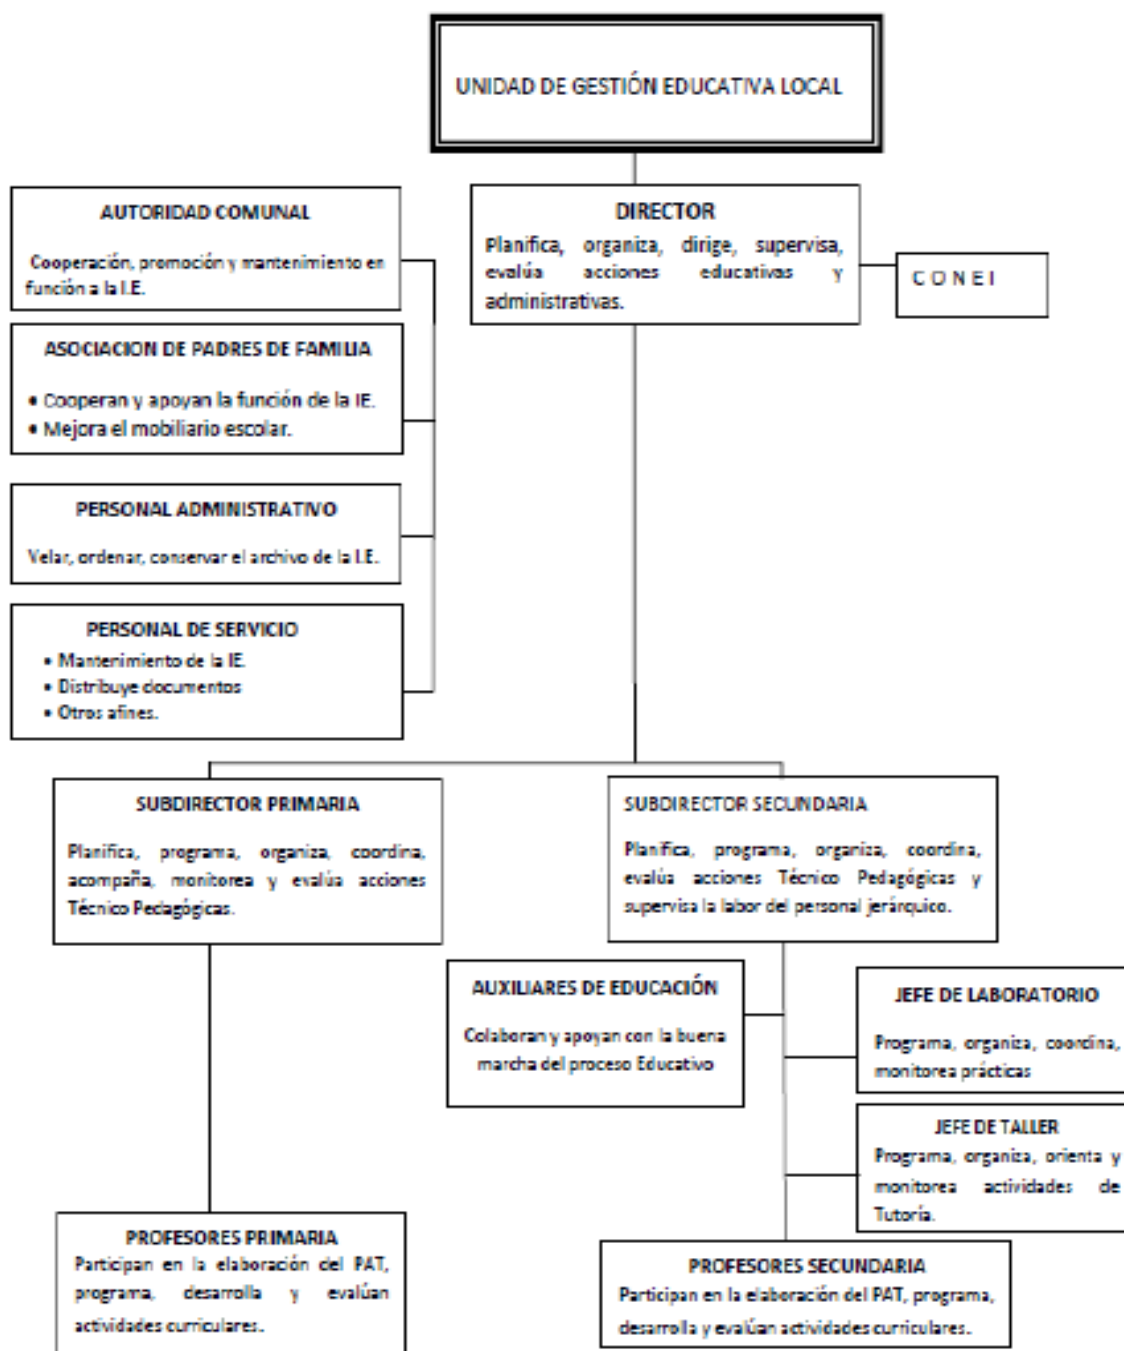 UNIDAD DE GESTIÓN EDUCATIVA LOCAL
DIRECTOR
Planifica, organiza, dirige, supervisa,
evalúa acciones educativas y
administrativas.
C O N E I
AUTORIDAD COMUNAL
Cooperación, promoción y mantenimiento en
función a la I.E.
ASOCIACION DE PADRES DE FAMILIA
• Cooperan y apoyan la función de la IE.
• Mejora el mobiliario escolar.
PERSONAL ADMINISTRATIVO
Velar, ordenar, conservar el archivo de la I.E.
PERSONAL DE SERVICIO
• Mantenimiento de la IE.
• Distribuye documentos
• Otros afines.
SUBDIRECTOR PRIMARIA
Planifica, programa, organiza, coordina,
acompaña, monitorea y evalúa acciones
Técnico Pedagógicas.
SUBDIRECTOR SECUNDARIA
Planifica, programa, organiza, coordina,
evalúa acciones Técnico Pedagógicas y
supervisa la labor del personal jerárquico.
AUXILIARES DE EDUCACIÓN
Colaboran y apoyan con la buena
marcha del proceso Educativo
JEFE DE LABORATORIO
Programa, organiza, coordina,
monitorea prácticas
JEFE DE TALLER
Programa, organiza, orienta y
monitorea actividades de
Tutoría.
PROFESORES PRIMARIA
Participan en la elaboración del PAT,
programa, desarrolla y evalúan
actividades curriculares.
PROFESORES SECUNDARIA
Participan en la elaboración del PAT, programa,
desarrolla y evalúan actividades curriculares.